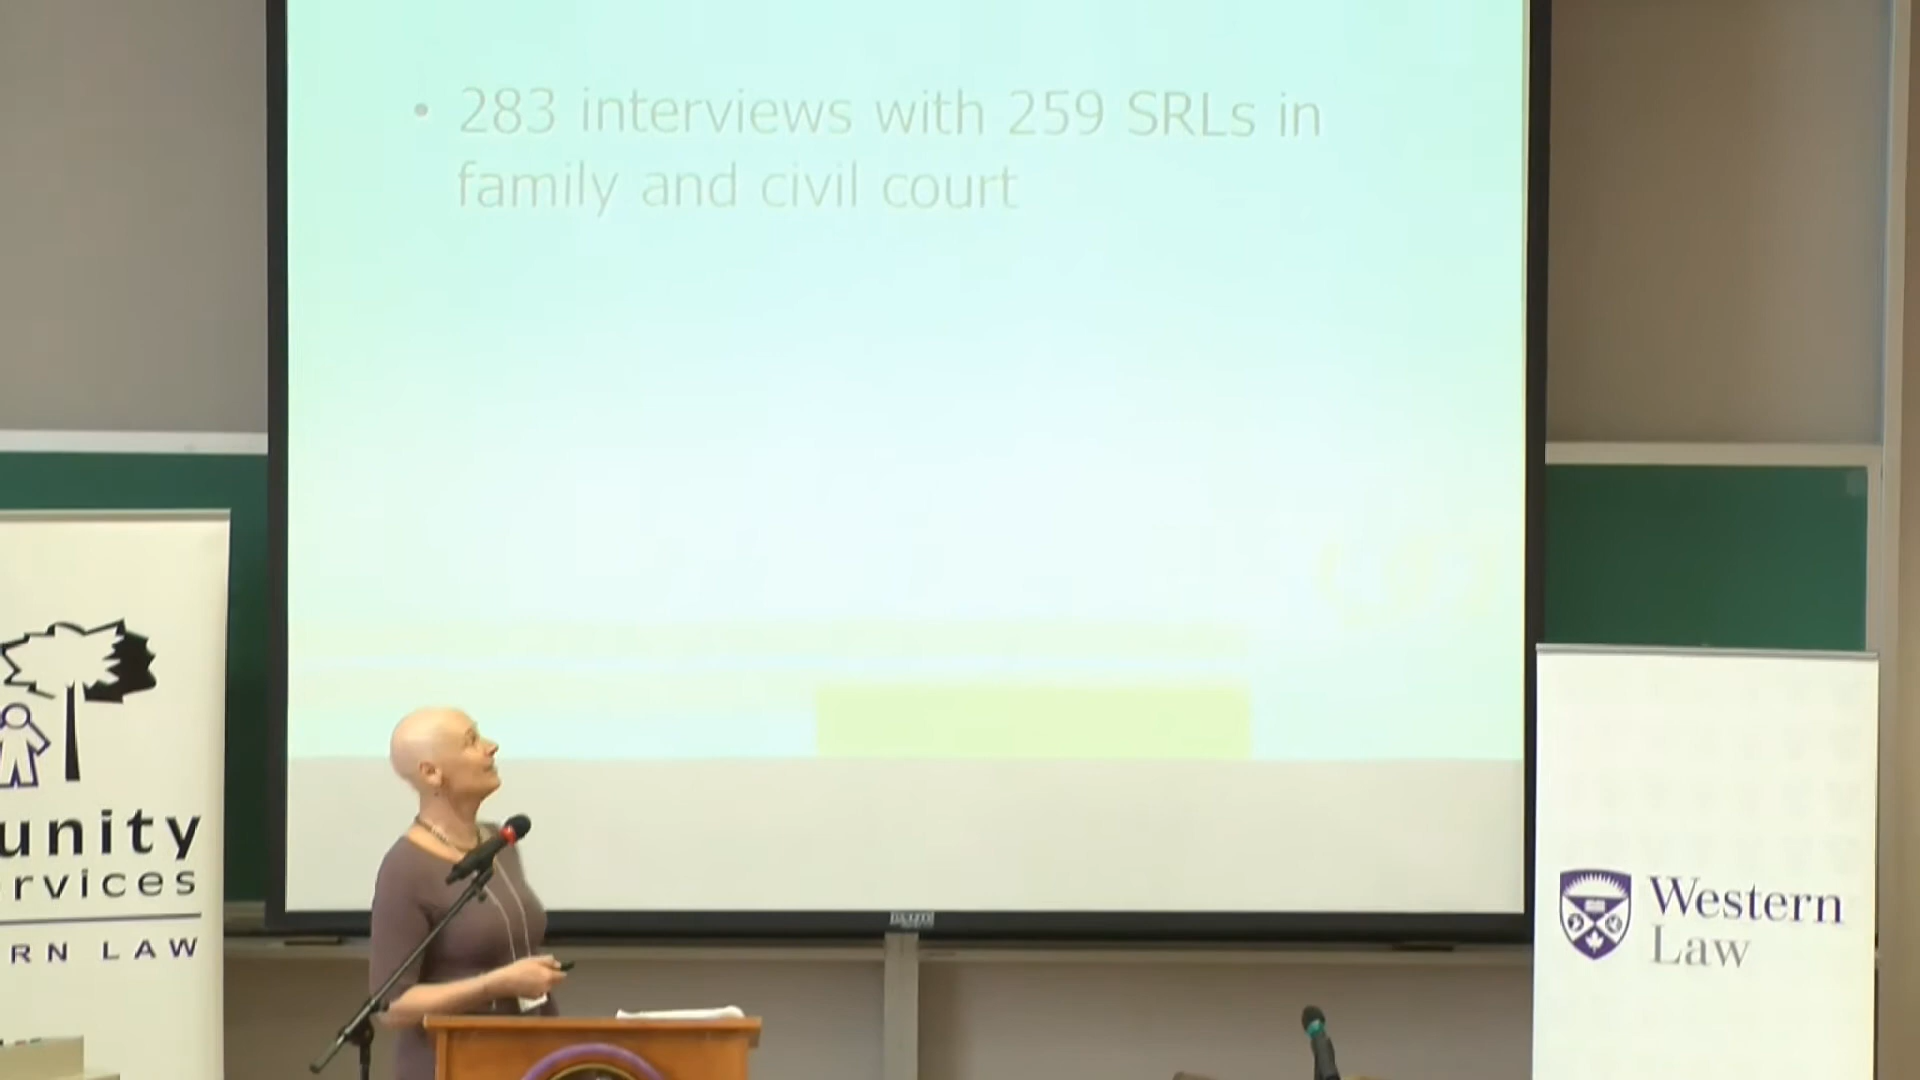 • 283 interviews with 259 SRLs in
family and civil court
unity
rvices
RN LAW
Western
Law